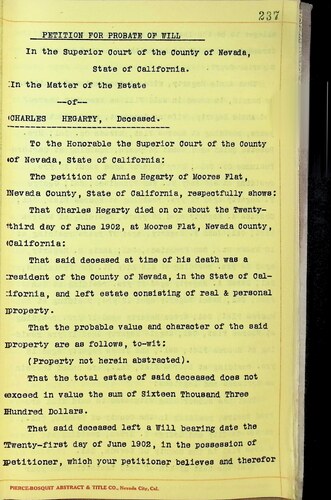 237
PETITION FOR PROBATE OF WILL
In the Superior Court of the County of Nevada,
State of California.
In the Matter of the Estate
--of--
CHARLES HEGARTY, Deceased.
To the Honorable the Superior Court of the County
of Nevada, State of California:
The petition of Annie Hegarty of Moores Flat,
Nevada County, State of California, respectfully shows:
That Charles Hegarty died on or about the Twenty-
third day of June 1902, at Moores Flat, Nevada County,
California:
That said deceased at time of his death was a
resident of the County of Nevada, in the State of Cal-
ifornia, and left estate consisting of real & personal
property.
That the probable value and character of the said
property are as follows, to-wit:
(Property not herein abstracted).
That the total estate of said deceased does not
exceed in value the sum of Sixteen Thousand Three
Hundred Dollars.
That said deceased left a Will bearing date the
Twenty-first day of June 1902, in the possession of
petitioner, which your petitioner believes and therefor
PIERCE-BOSQUIT ABSTRACT & TITLE CO., Nevada City, Cal.